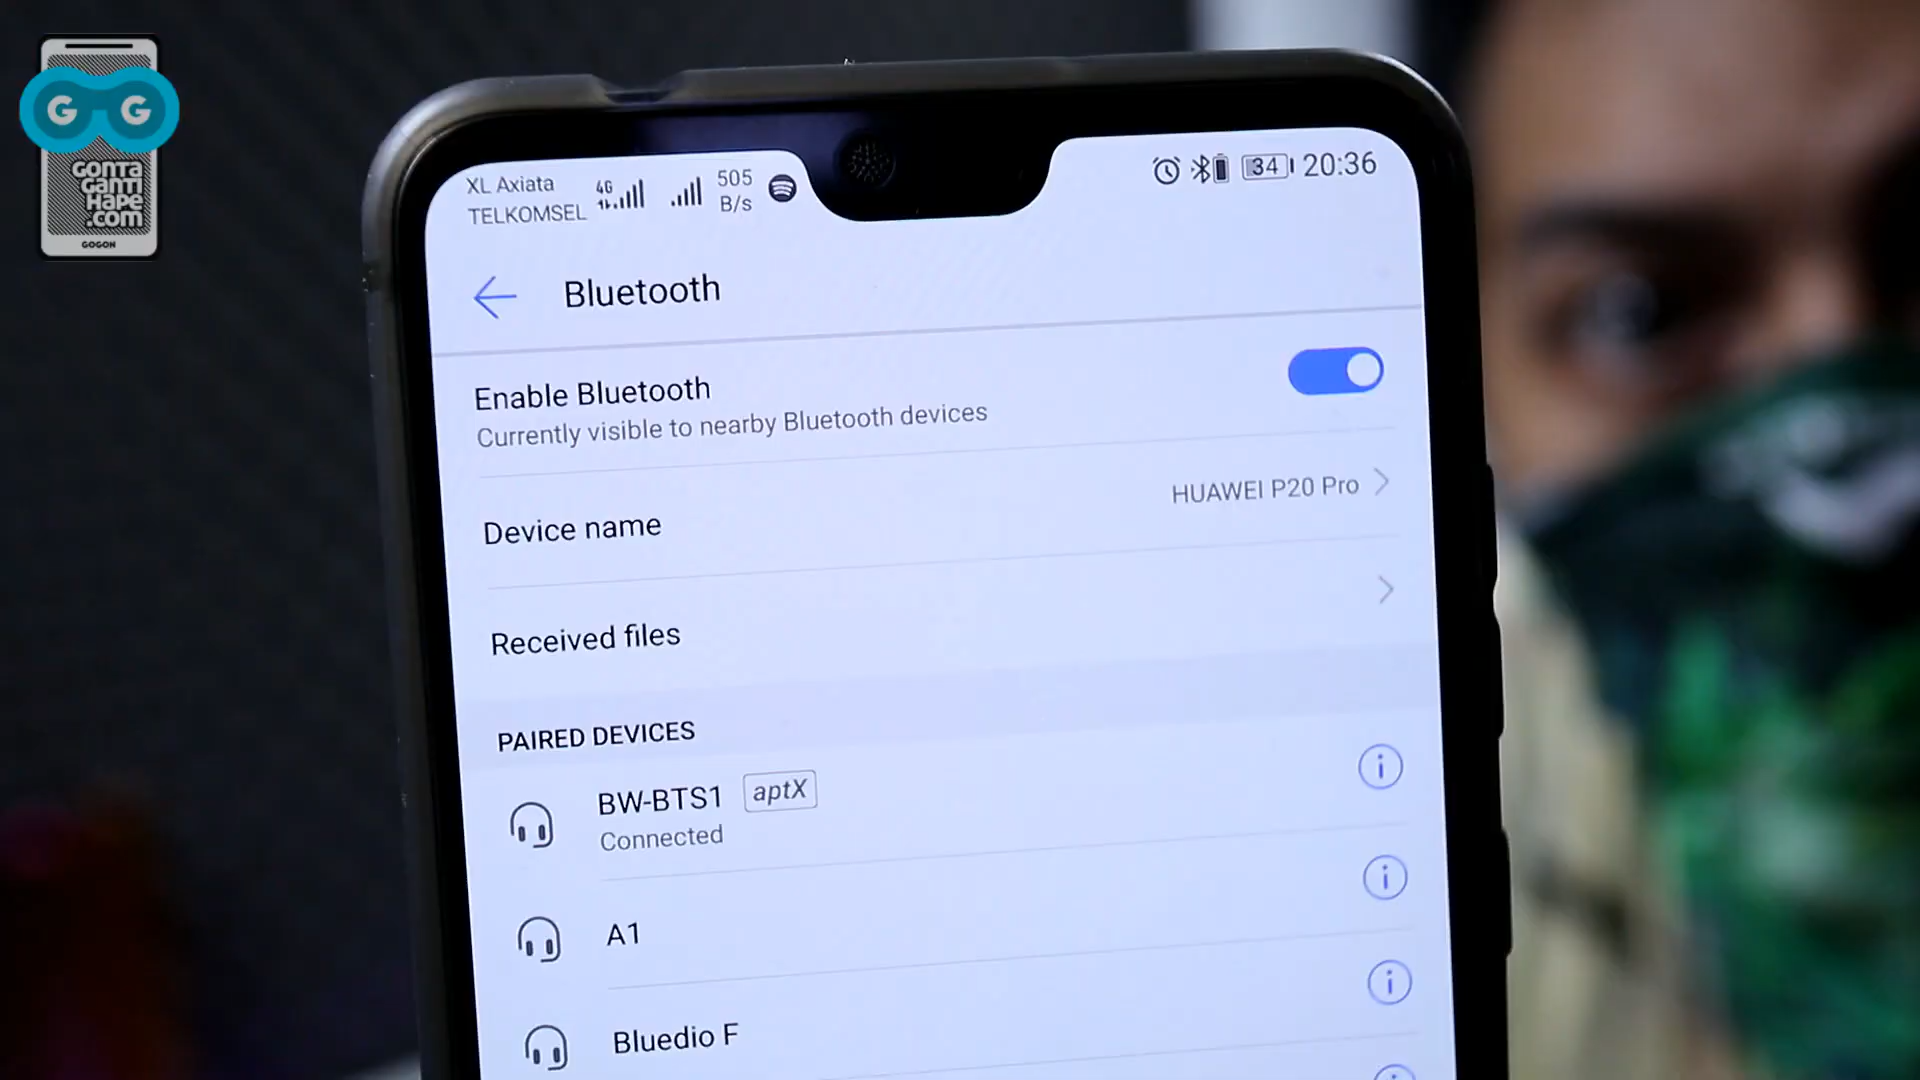 G G
GONTA
GANTI
HAPE
.COM
GOGON
XL Axiata
TELKOMSEL
4G
505
B/s
34
20:36
Bluetooth
Enable Bluetooth
Currently visible to nearby Bluetooth devices
Device name
HUAWEI P20 Pro
Received files
PAIRED DEVICES
BW-BTS1 aptX
Connected
A1
Bluedio F